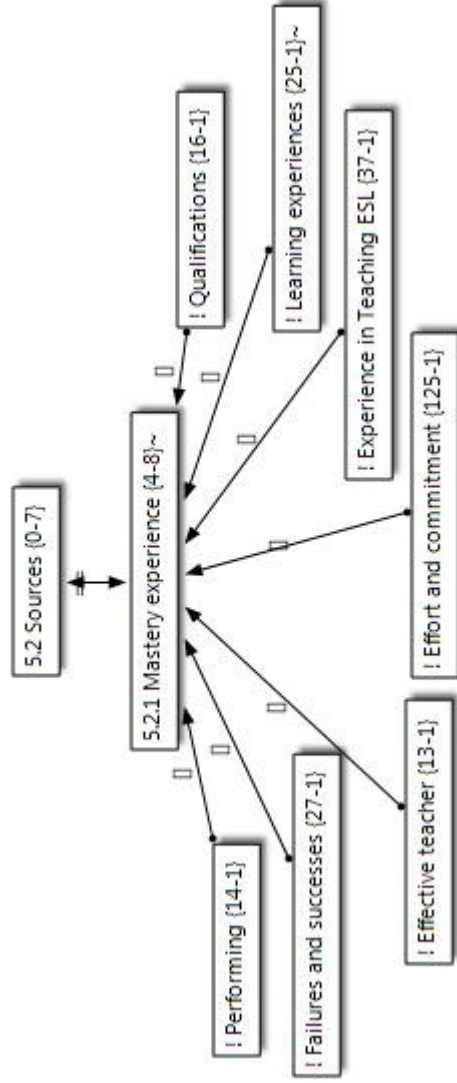 5.2 Sources {0-7}
5.2.1 Mastery experience {4-8}~
! Performing {14-1}
! Failures and successes {27-1}
! Effective teacher {13-1}
! Effort and commitment {125-1}
! Experience in Teaching ESL {37-1}
! Learning experiences {25-1}~
! Qualifications {16-1}